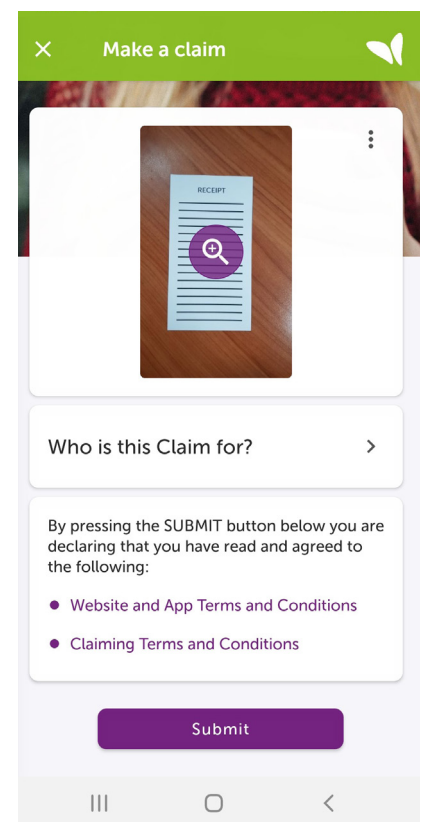 Make a claim
RECEIPT
Who is this Claim for?
By pressing the SUBMIT button below you are
declaring that you have read and agreed to
the following:
Website and App Terms and Conditions
Claiming Terms and Conditions
Submit